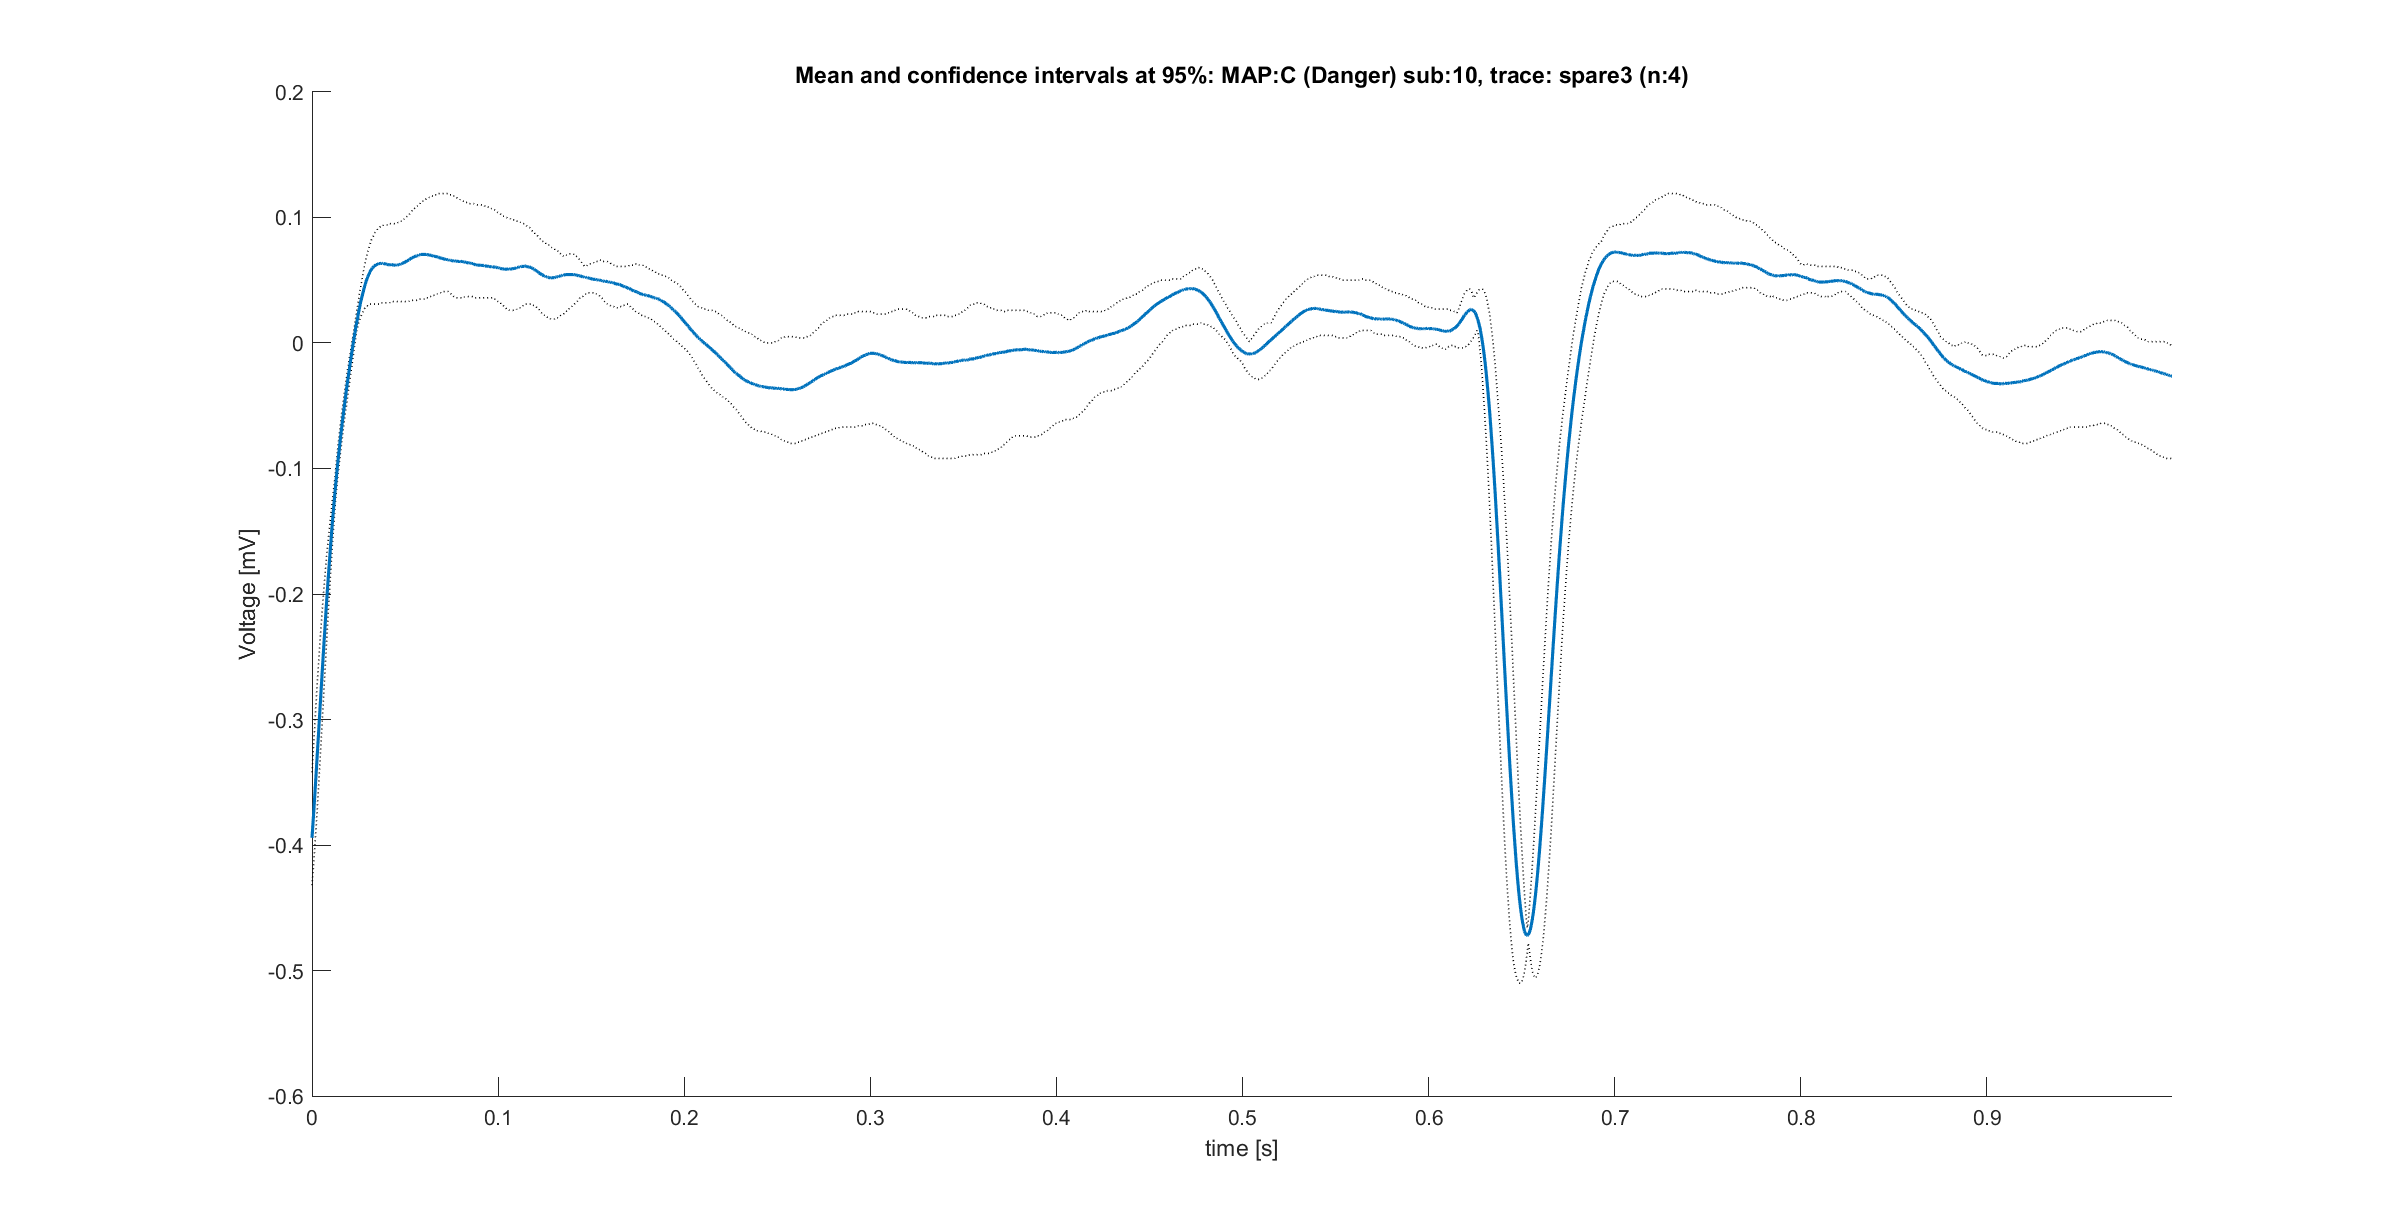 Mean and confidence intervals at 95%: MAP:C (Danger) sub:10, trace: spare3 (n:4)
0.2
0.1
0
-0.1
-0.2
-0.3
-0.4
-0.5
-0.6
Voltage [mV]
0 0.1 0.2 0.3 0.4 0.5 0.6 0.7 0.8 0.9
time [s]